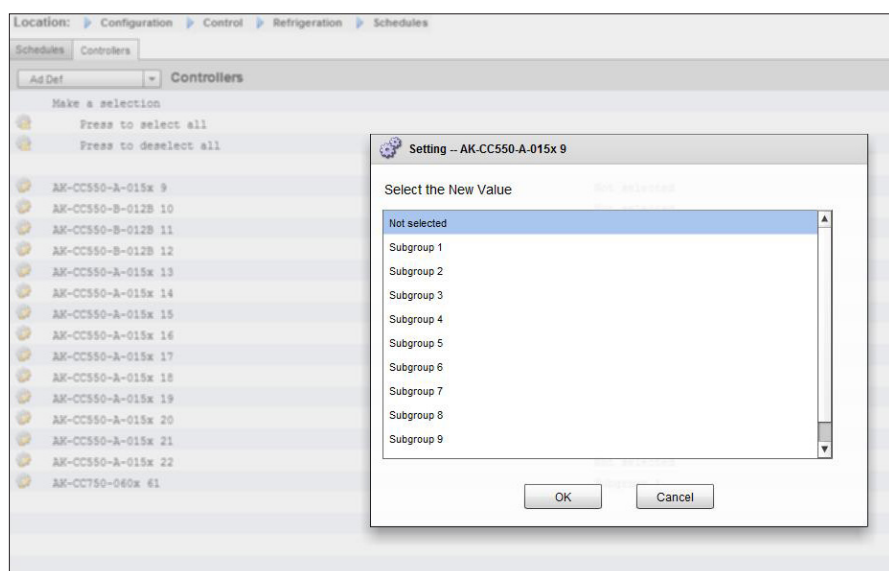 Location: Configuration Control Refrigeration Schedules
Schedules Controllers
Ad Def Controllers
Make a selection
Press to select all
Press to deselect all
AK-CC550-A-015x 9
AK-CC550-B-012B 10
AK-CC550-B-012B 11
AK-CC550-B-012B 12
AK-CC550-A-015x 13
AK-CC550-A-015x 14
AK-CC550-A-015x 15
AK-CC550-A-015x 16
AK-CC550-A-015x 17
AK-CC550-A-015x 18
AK-CC550-A-015x 19
AK-CC550-A-015x 20
AK-CC550-A-015x 21
AK-CC550-A-015x 22
AK-CC750-060x 61
Setting -- AK-CC550-A-015x 9
Select the New Value
Not selected
Not selected
Subgroup 1
Subgroup 2
Subgroup 3
Subgroup 4
Subgroup 5
Subgroup 6
Subgroup 7
Subgroup 8
Subgroup 9
Not selected
OK Cancel